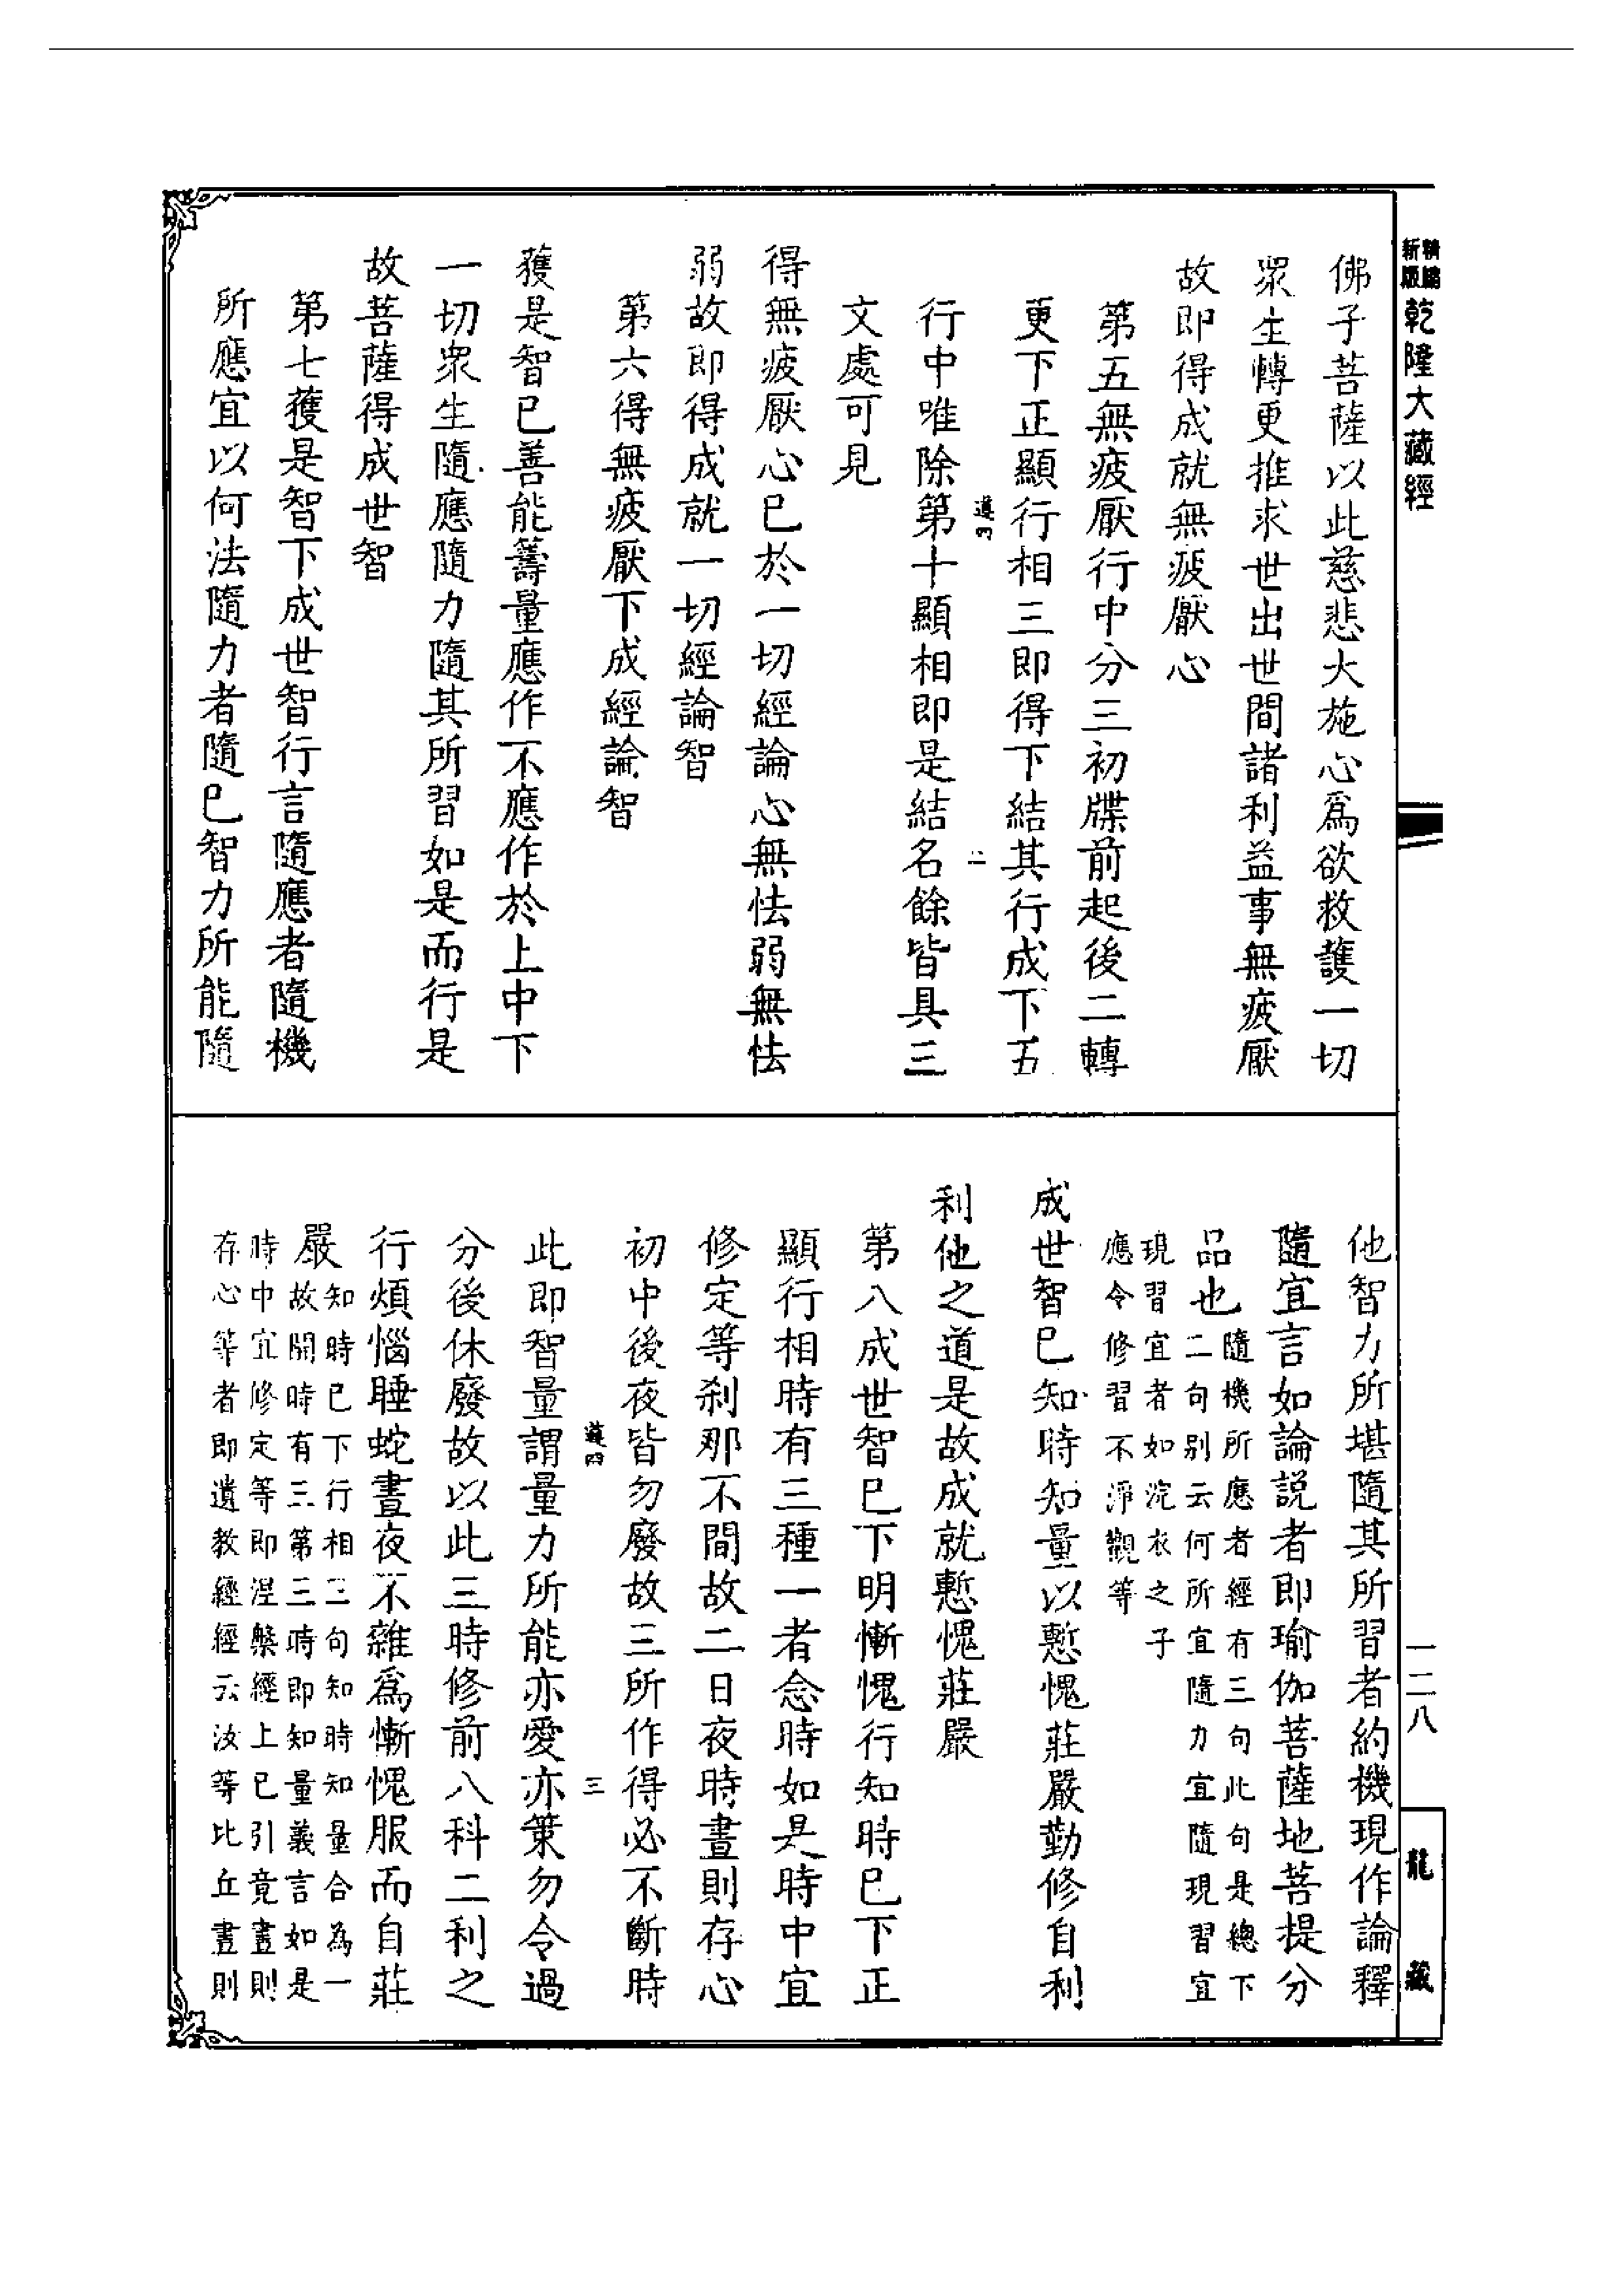 精編新版
乾隆大藏經
佛子菩薩以此慈悲大施心為欲救護一切
眾生轉更推求世出世間諸利益事無疲厭
故即得成就無疲厭心
第五無疲厭行中分三初牒前起後二轉
更下正顯行相三即得下結其行成下五
遵四
二
行中唯除第十顯相即是結名餘皆具三
文處可見
得無疲厭心已於一切經論心無怯弱無怯
弱故即得成就一切經論智
第六得無疲厭下成經論智
獲是智已善能籌量應作不應作於上中下
一切眾生隨應隨力隨其所習如是而行是
故菩薩得成世智
第七獲是智下成世智行言隨應者隨機
所應宜以何法隨力者隨已智力所能隨
他智力所堪隨其所習者約機現作論釋
隨宜言如論說者即瑜伽菩薩地菩提分
品也隨機所應者經有三句此句是總下
二句別云何所宜隨力宜隨現習宜
現習宜者如浣衣之子
應令修習不淨觀等
成世智已知時知量以慙愧莊嚴勤修自利
利他之道是故成就慙愧莊嚴
第八成世智已下明慚愧行知時已下正
顯行相時有三種一者念時如是時中宜
修定等剎那不間故二日夜時晝則存心
初中後夜皆勿廢故三所作得必不斷時
遵四
三
此即智量謂量力所能亦愛亦策勿令過
分後休廢故以此三時修前八科二利之
行煩惱睡蛇晝夜不雜為慚愧服而自莊
嚴知時已下行相二句知時知量合為一
故開時有三第三時即知量義言如是
時中宜修定等即涅槃經上已引竟晝則
存心等者即遺教經經云汝等比丘晝則
一二八
龍藏